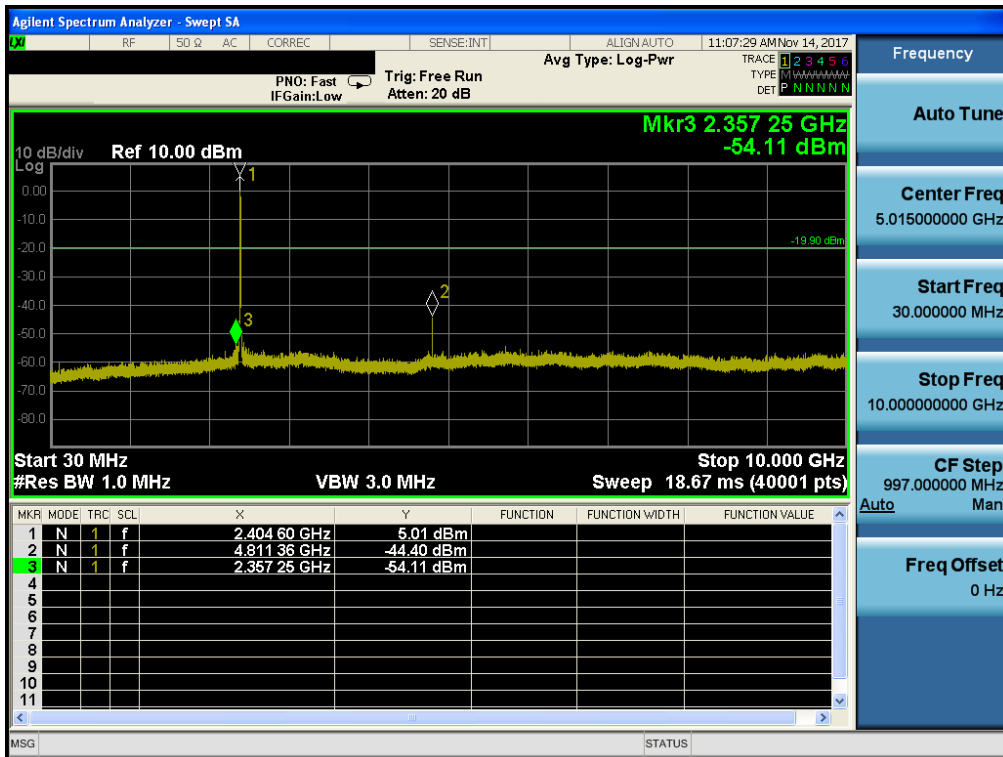 Agilent Spectrum Analyzer - Swept SA
LXI RF 50 Ω AC CORREC SENSE:INT ALIGN AUTO 11:07:29 AM Nov 14, 2017
Frequency
Avg Type: Log-Pwr
TRACE 1 2 3 4 5 6
TYPE M
DET P N N N N N
PNO: Fast
IFGain:Low
Trig: Free Run
Atten: 20 dB
Auto Tune
Mkr3 2.357 25 GHz
-54.11 dBm
10 dB/div
Log
Ref 10.00 dBm
1
0.00
-10.0
-20.0
-19.90 dBm
-30.0
-40.0
2
-50.0
3
-60.0
-70.0
-80.0
Center Freq
5.015000000 GHz
Start Freq
30.000000 MHz
Stop Freq
10.000000000 GHz
Start 30 MHz
Stop 10.000 GHz
#Res BW 1.0 MHz
VBW 3.0 MHz
Sweep 18.67 ms (40001 pts)
CF Step
997.000000 MHz
Auto Man
MKR MODE TRC SCL X Y FUNCTION FUNCTION WIDTH FUNCTION VALUE
1 N 1 f 2.404 60 GHz 5.01 dBm
2 N 1 f 4.811 36 GHz -44.40 dBm
3 N 1 f 2.357 25 GHz -54.11 dBm
4
5
6
7
8
9
10
11
Freq Offset
0 Hz
MSG
STATUS